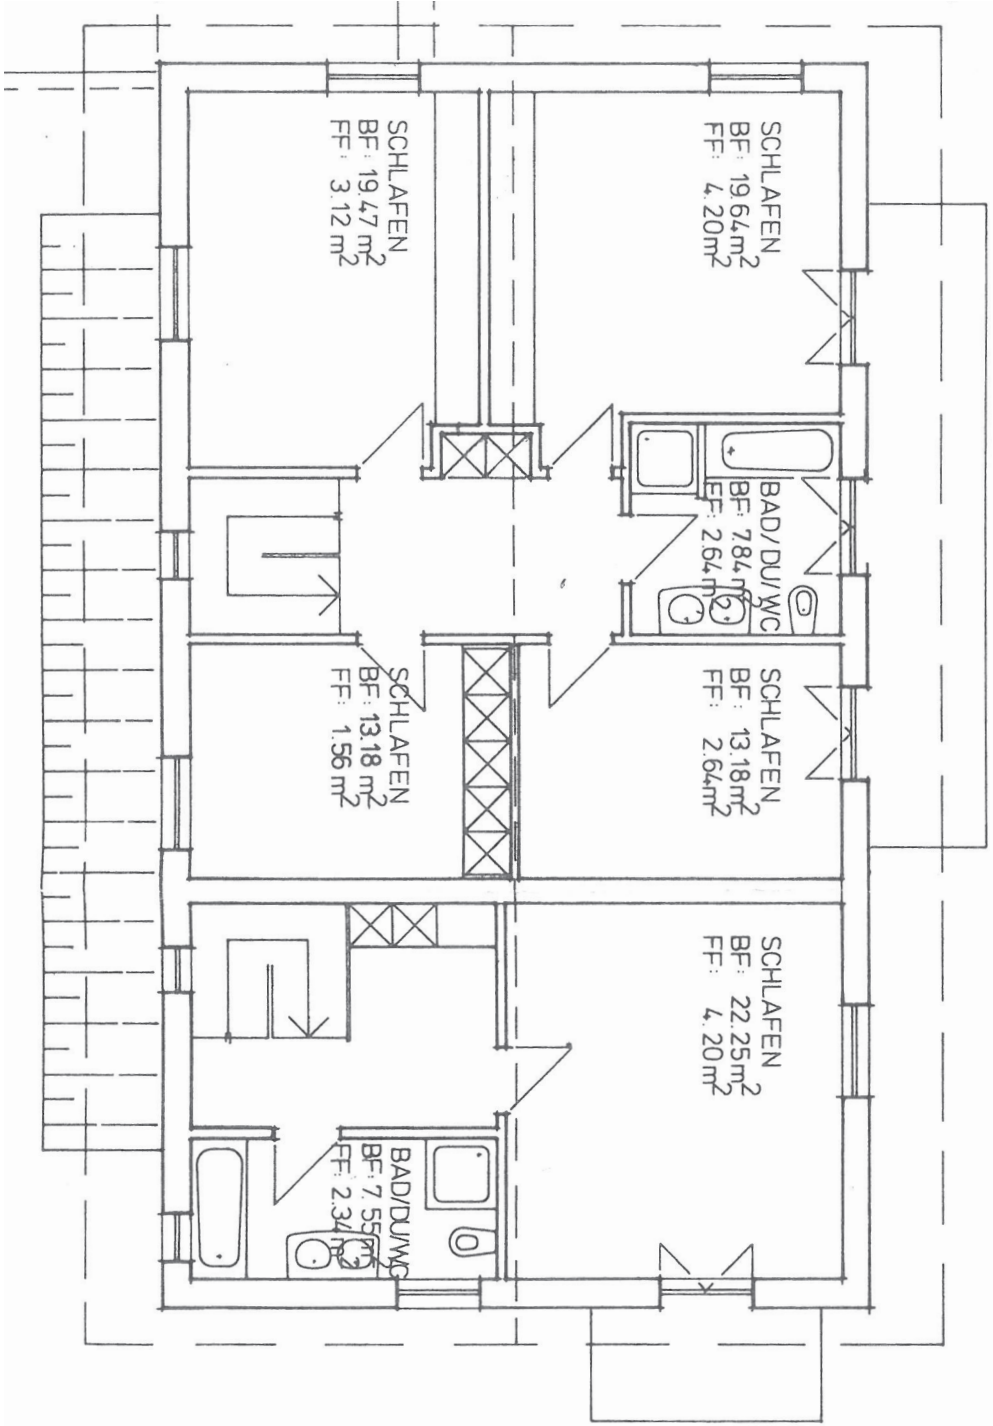 SCHLAFEN
BF: 19.47 m2
FF: 3.12 m2
SCHLAFEN
BF: 19.64 m2
FF: 4.20 m2
BAD/DU/WC
BF: 7.84 m2
FF: 2.64 m2
SCHLAFEN
BF: 13.18 m2
FF: 1.56 m2
SCHLAFEN
BF: 13.18 m2
FF: 2.64 m2
SCHLAFEN
BF: 22.25 m2
FF: 4.20 m2
BAD/DU/WC
BF: 7.55 m2
FF: 2.34 m2